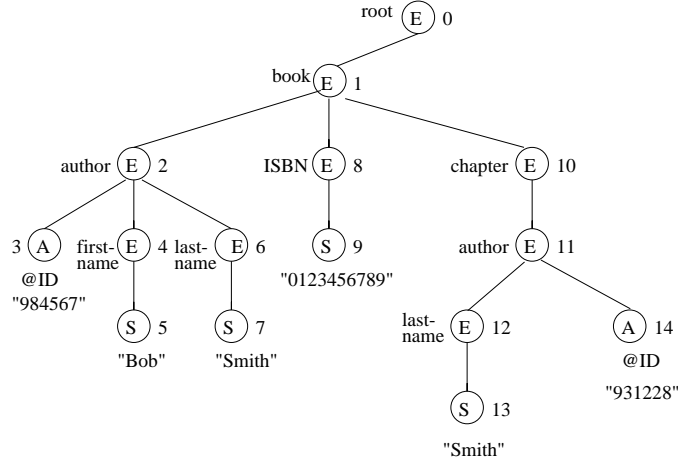 root E 0
book E 1
author E 2 ISBN E 8 chapter E 10
3 A first- E 4 last- E 6 S 9 author E 11
name name
@ID "0123456789"
"984567"
S 5 S 7 last- E 12 A 14
name
"Bob" "Smith" @ID
"931228"
S 13
"Smith"